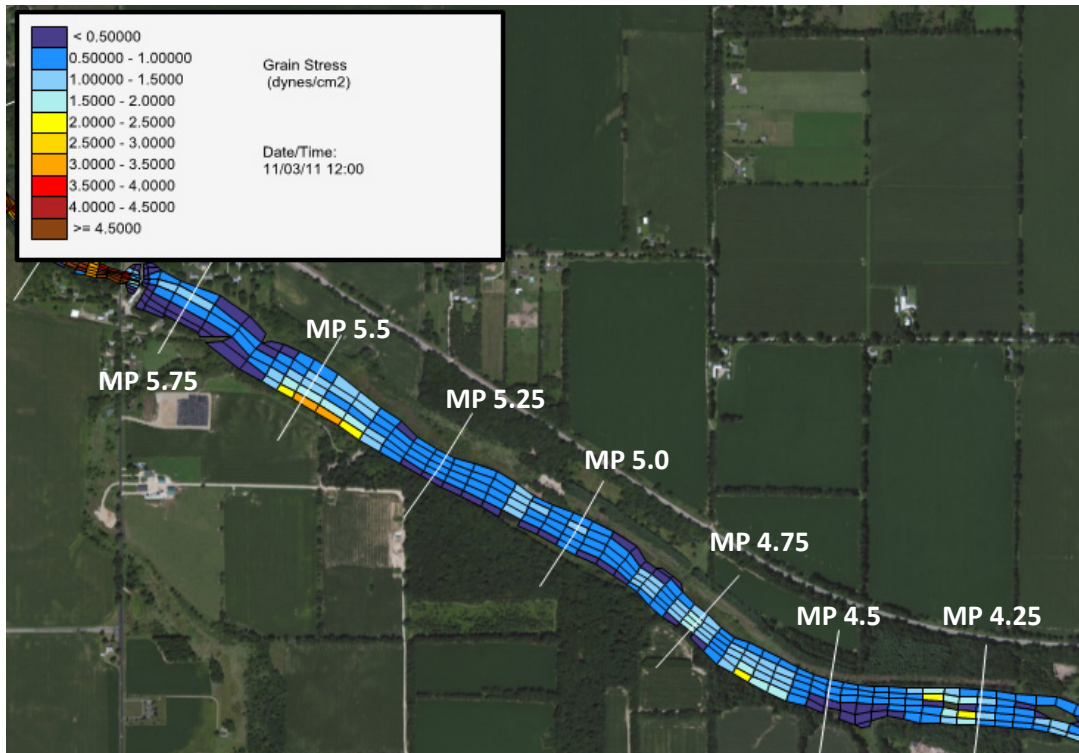 < 0.50000
0.50000 - 1.00000
1.00000 - 1.5000
1.5000 - 2.0000
2.0000 - 2.5000
2.5000 - 3.0000
3.0000 - 3.5000
3.5000 - 4.0000
4.0000 - 4.5000
>= 4.5000
Grain Stress
(dynes/cm2)
Date/Time:
11/03/11 12:00
MP 5.5
MP 5.75
MP 5.25
MP 5.0
MP 4.75
MP 4.5
MP 4.25